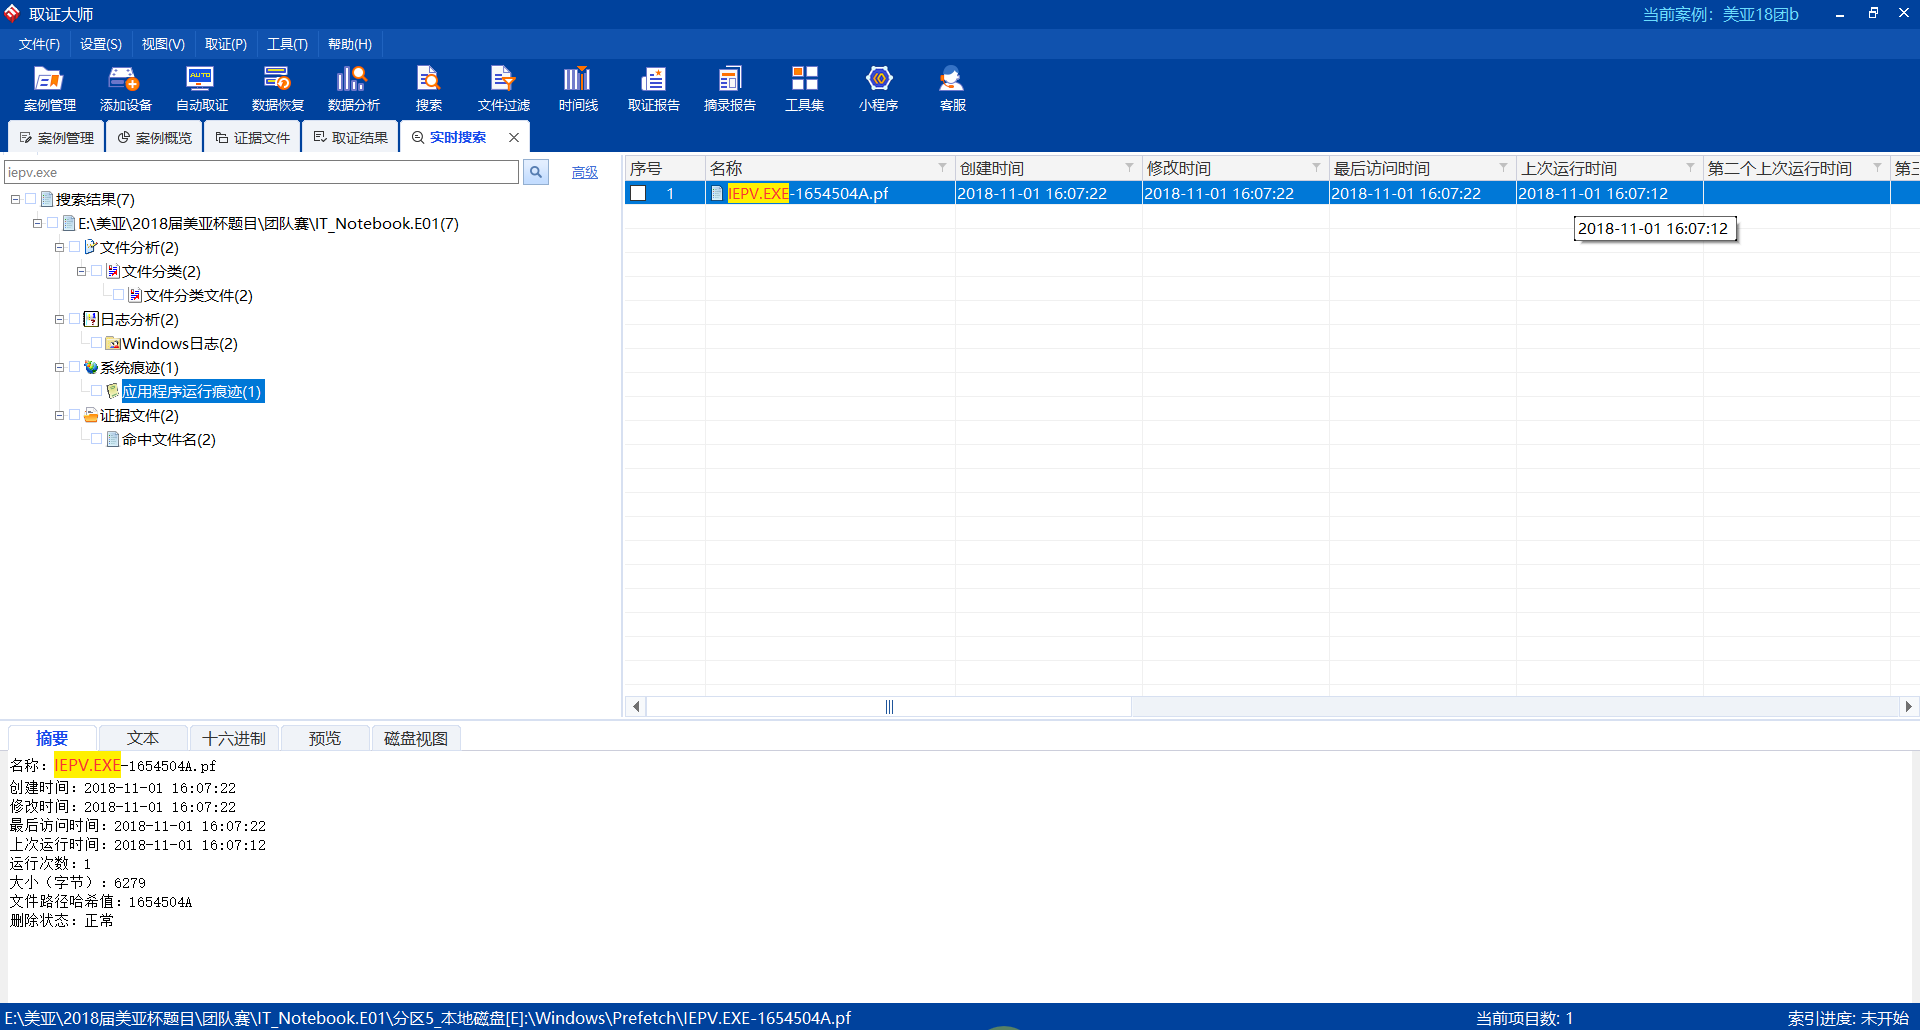 取证大师
当前案例：美亚18团b
文件(F) 设置(S) 视图(V) 取证(P) 工具(T) 帮助(H)
AUTO
案例管理 添加设备 自动取证 数据恢复 数据分析 搜索 文件过滤 时间线 取证报告 摘录报告 工具集 小程序 客服
案例管理 案例概览 证据文件 取证结果 实时搜索
iepv.exe
高级
搜索结果(7)
E:\美亚\2018届美亚杯题目\团队赛\IT_Notebook.E01(7)
文件分析(2)
文件分类(2)
文件分类文件(2)
日志分析(2)
Windows日志(2)
系统痕迹(1)
应用程序运行痕迹(1)
证据文件(2)
命中文件名(2)
序号 名称 创建时间 修改时间 最后访问时间 上次运行时间 第二个上次运行时间 第三
1 IEPV.EXE-1654504A.pf 2018-11-01 16:07:22 2018-11-01 16:07:22 2018-11-01 16:07:22 2018-11-01 16:07:12
2018-11-01 16:07:12
摘要 文本 十六进制 预览 磁盘视图
名称：IEPV.EXE-1654504A.pf
创建时间：2018-11-01 16:07:22
修改时间：2018-11-01 16:07:22
最后访问时间：2018-11-01 16:07:22
上次运行时间：2018-11-01 16:07:12
运行次数：1
大小（字节）：6279
文件路径哈希值：1654504A
删除状态：正常
E:\美亚\2018届美亚杯题目\团队赛\IT_Notebook.E01\分区5_本地磁盘[E]:\Windows\Prefetch\IEPV.EXE-1654504A.pf
当前项目数: 1
索引进度: 未开始